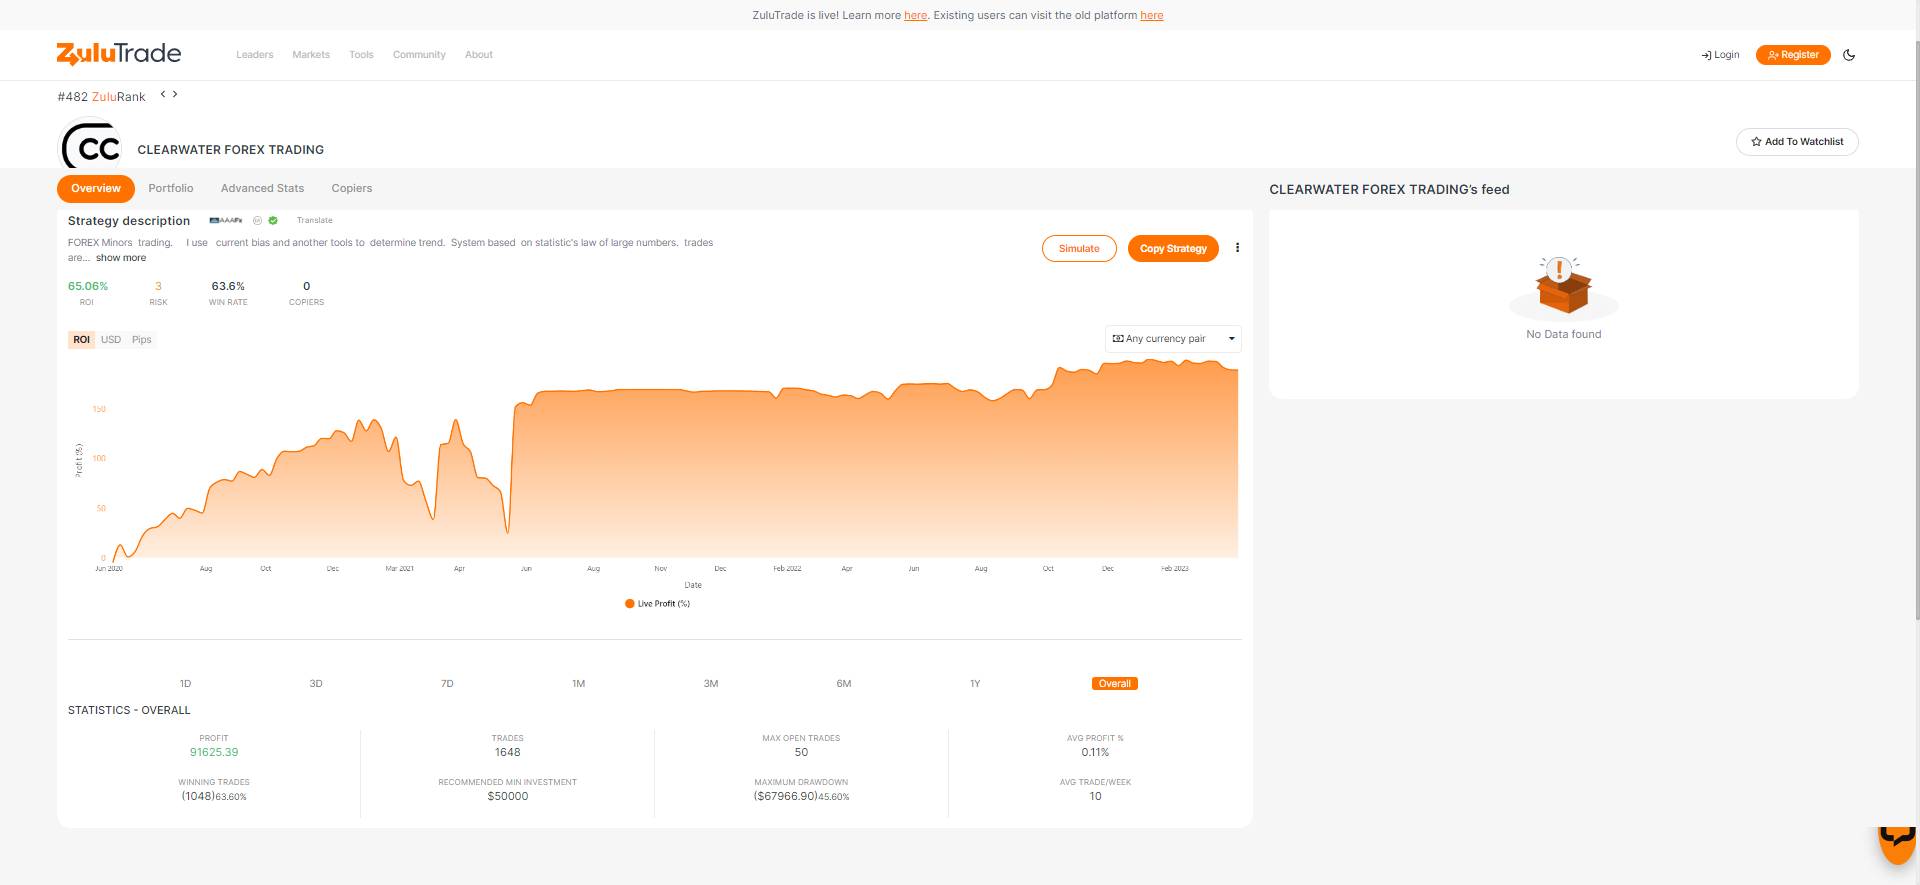 ZuluTrade is live! Learn more here. Existing users can visit the old platform here
ZuluTrade
Leaders Markets Tools Community About
Login
Register
#482 ZuluRank
CC
CLEARWATER FOREX TRADING
Add To Watchlist
Overview Portfolio Advanced Stats Copiers
CLEARWATER FOREX TRADING's feed
Strategy description AAAFx Translate
FOREX Minors trading. I use current bias and another tools to determine trend. System based on statistic's law of large numbers. trades
are... show more
Simulate
Copy Strategy
65.06% 3 63.6% 0
ROI RISK WIN RATE COPIERS
No Data found
ROI USD Pips
Any currency pair
150
100
50
0
Profit (%)
Jun 2020 Aug Oct Dec Mar 2021 Apr Jun Aug Nov Dec Feb 2022 Apr Jun Aug Oct Dec Feb 2023
Date
Live Profit (%)
1D 3D 7D 1M 3M 6M 1Y Overall
STATISTICS - OVERALL
PROFIT TRADES MAX OPEN TRADES AVG PROFIT %
91625.39 1648 50 0.11%
WINNING TRADES RECOMMENDED MIN INVESTMENT MAXIMUM DRAWDOWN AVG TRADE/WEEK
(1048)63.60% $50000 ($67966.90)45.60% 10